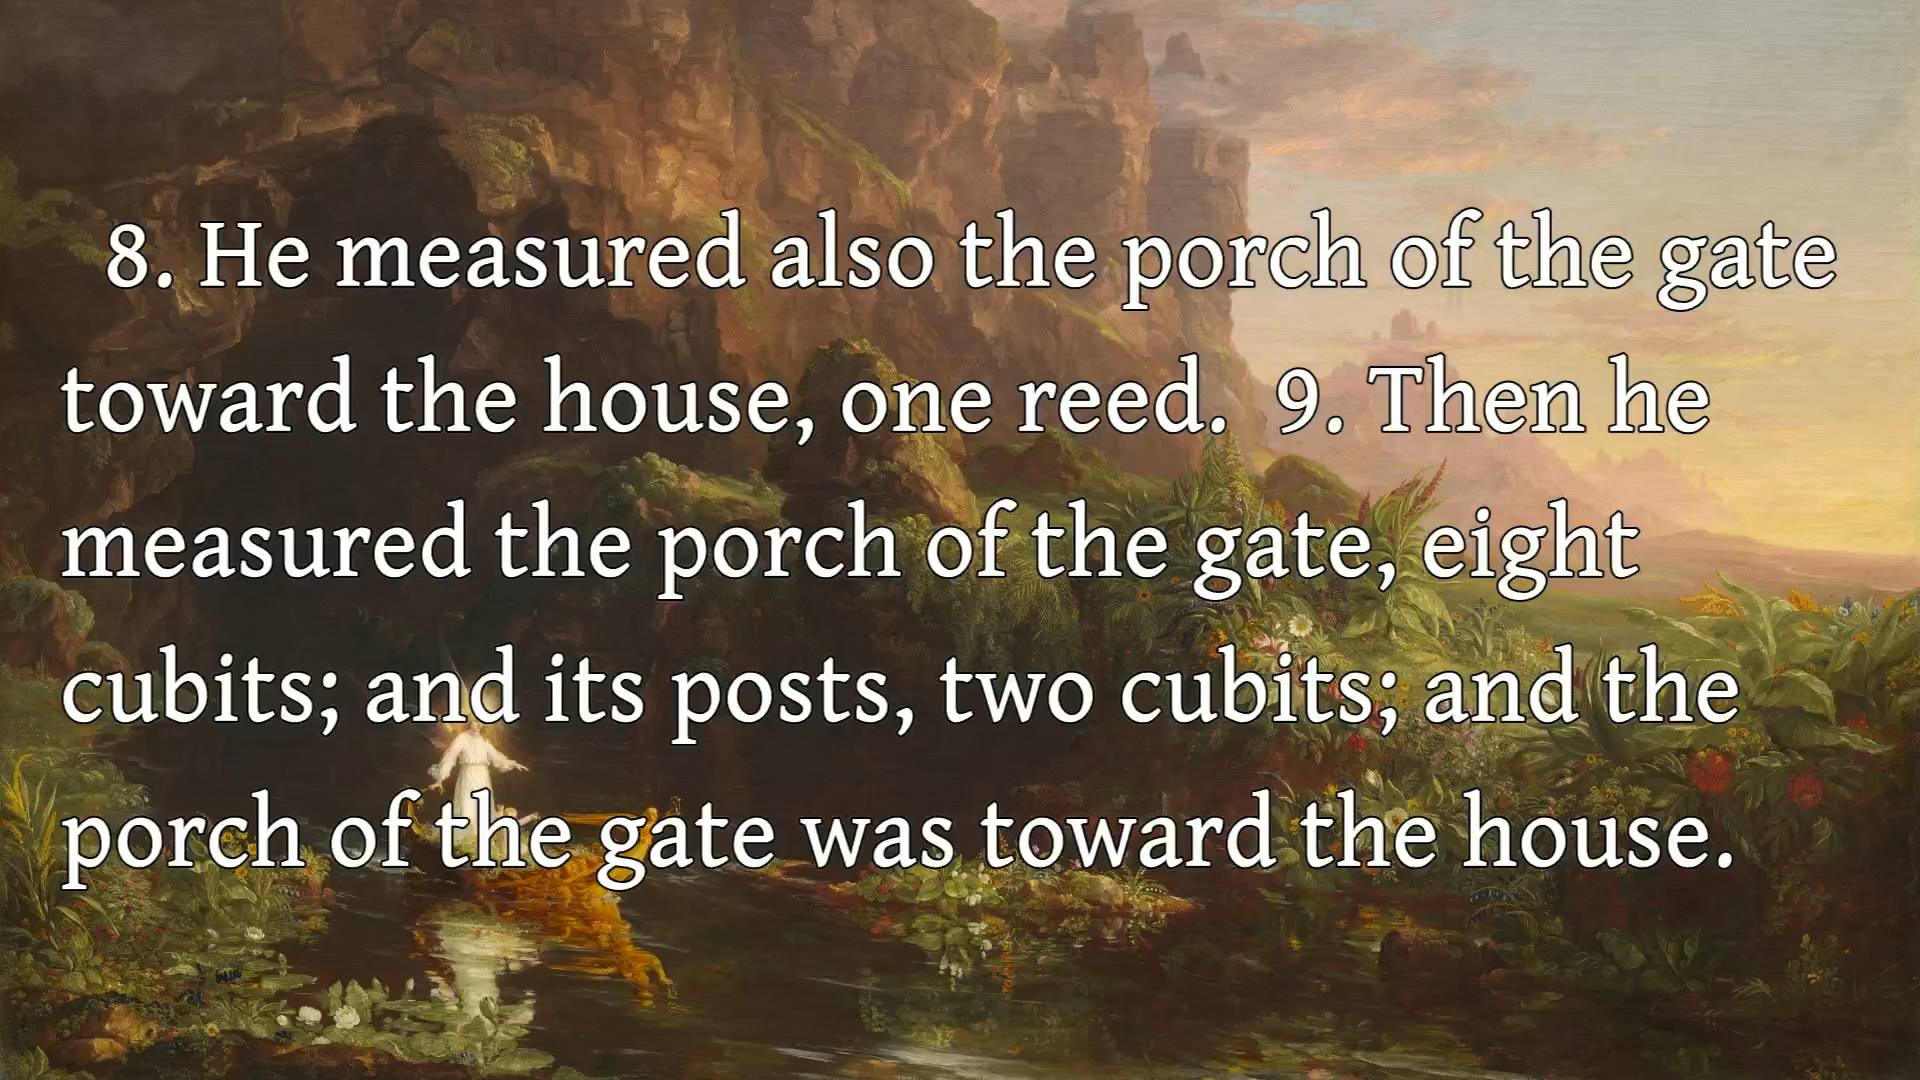 8. He measured also the porch of the gate
toward the house, one reed. 9. Then he
measured the porch of the gate, eight
cubits; and its posts, two cubits; and the
porch of the gate was toward the house.